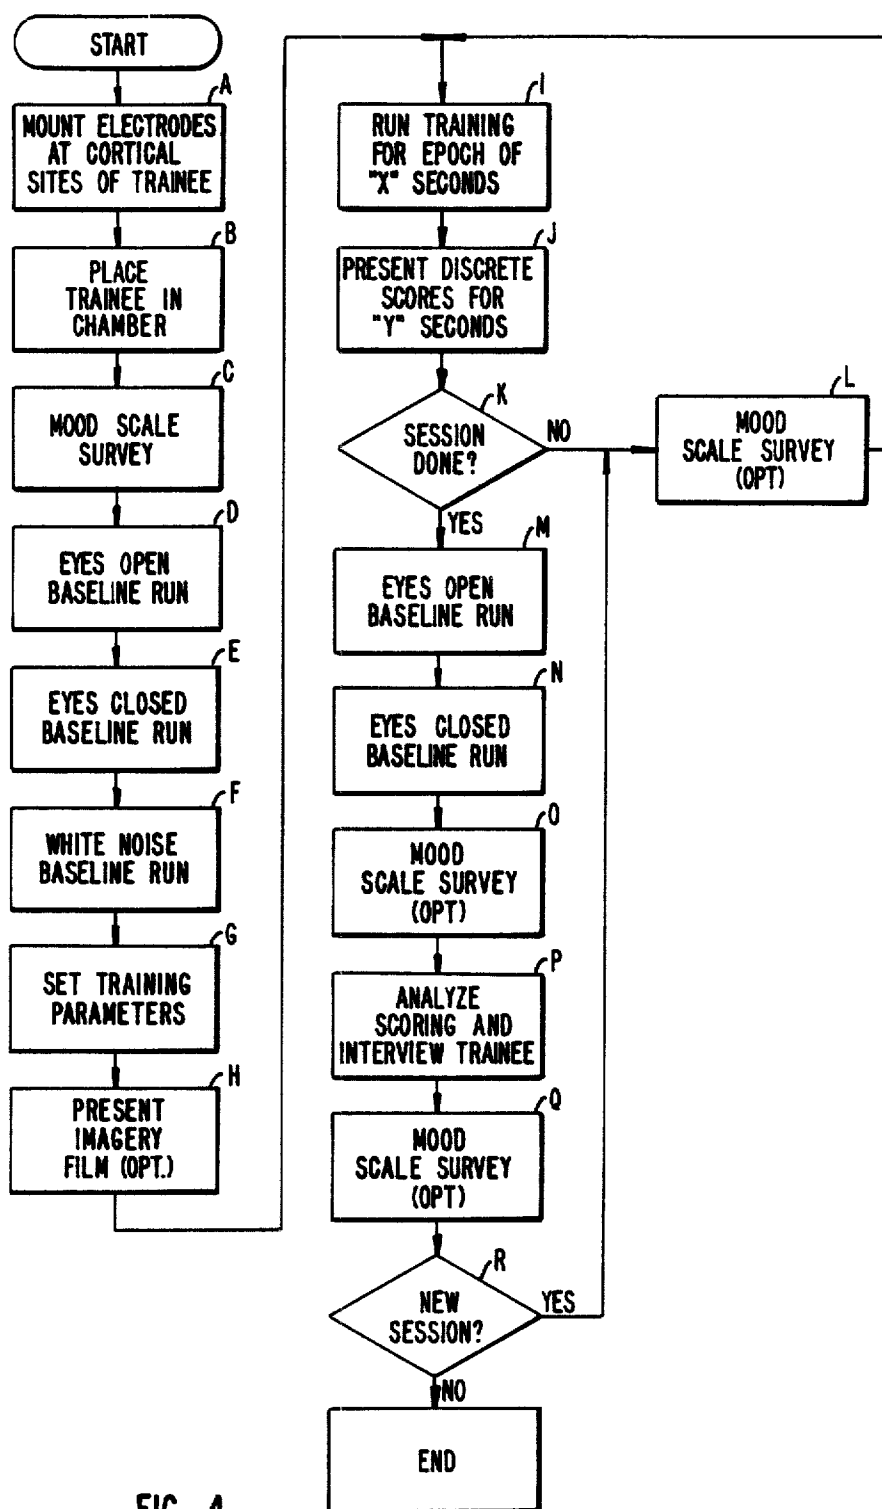 START
A
MOUNT ELECTRODES
AT CORTICAL
SITES OF TRAINEE
B
PLACE
TRAINEE IN
CHAMBER
C
MOOD SCALE
SURVEY
D
EYES OPEN
BASELINE RUN
E
EYES CLOSED
BASELINE RUN
F
WHITE NOISE
BASELINE RUN
G
SET TRAINING
PARAMETERS
H
PRESENT
IMAGERY
FILM (OPT.)
I
RUN TRAINING
FOR EPOCH OF
"X" SECONDS
J
PRESENT DISCRETE
SCORES FOR
"Y" SECONDS
K
SESSION
DONE?
NO
YES
L
MOOD
SCALE SURVEY
(OPT)
M
EYES OPEN
BASELINE RUN
N
EYES CLOSED
BASELINE RUN
O
MOOD
SCALE SURVEY
(OPT)
P
ANALYZE
SCORING AND
INTERVIEW TRAINEE
Q
MOOD
SCALE SURVEY
(OPT)
R
NEW
SESSION?
YES
NO
END
FIG. 4